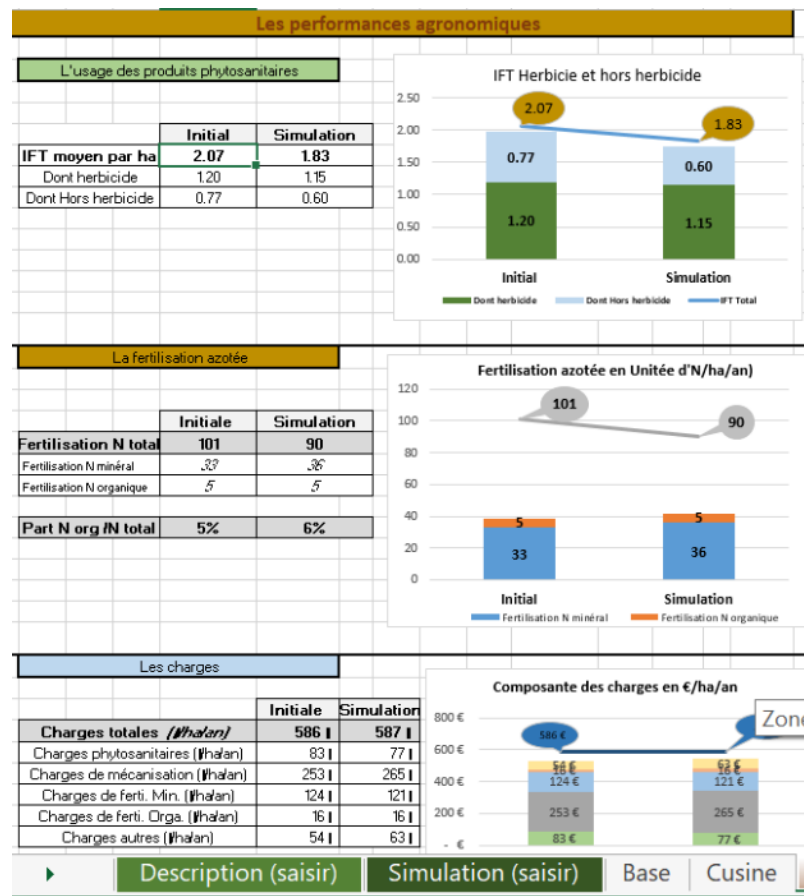 Les performances agronomiques
L'usage des produits phytosanitaires
Initial Simulation
IFT moyen par ha 2.07 1.83
Dont herbicide 1.20 1.15
Dont Hors herbicide 0.77 0.60
IFT Herbicie et hors herbicide
2.50
2.00
1.50
1.00
0.50
0.00
2.07
1.83
0.77
0.60
1.20
1.15
Initial Simulation
Dont herbicide Dont Hors herbicide IFT Total
La fertilisation azotée
Initiale Simulation
Fertilisation N total 101 90
Fertilisation N minéral 33 36
Fertilisation N organique 5 5
Part N org /N total 5% 6%
Fertilisation azotée en Unitée d'N/ha/an)
120
100
80
60
40
20
0
101
90
5
5
33
36
Initial Simulation
Fertilisation N minéral Fertilisation N organique
Les charges
Initiale Simulation
Charges totales 586 587
Charges phytosanitaires 83 77
Charges de mécanisation 253 265
Charges de ferti. Min. 124 121
Charges de ferti. Orga. 16 16
Charges autres 54 63
Composante des charges en €/ha/an
800 €
600 €
400 €
200 €
- €
586 €
Zone
54 € 63 €
16 € 16 €
124 € 121 €
253 € 265 €
83 € 77 €
Description (saisir) Simulation (saisir) Base Cusine